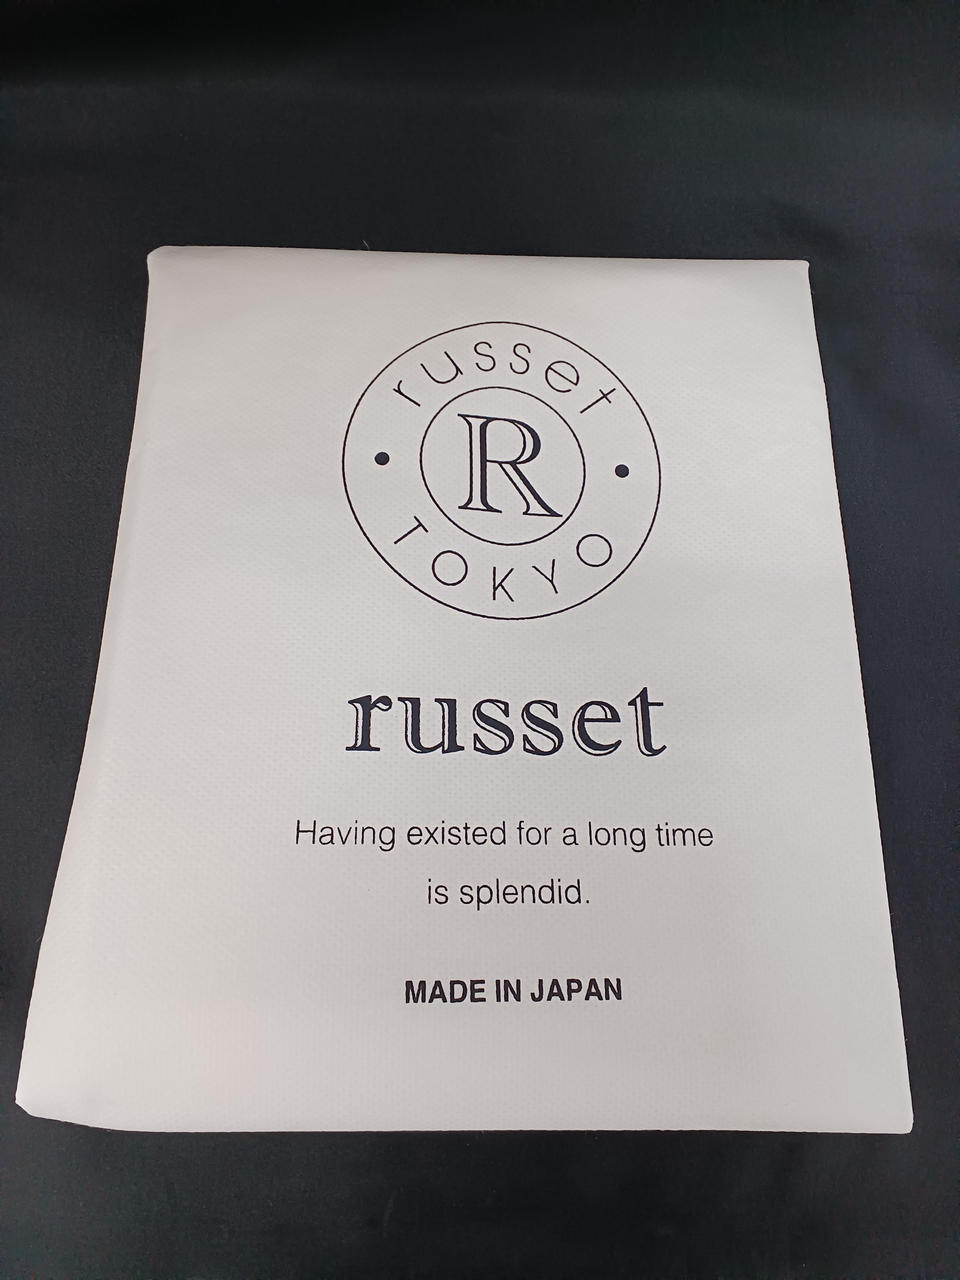 russet
R
TOKYO
russet
Having existed for a long time
is splendid.
MADE IN JAPAN